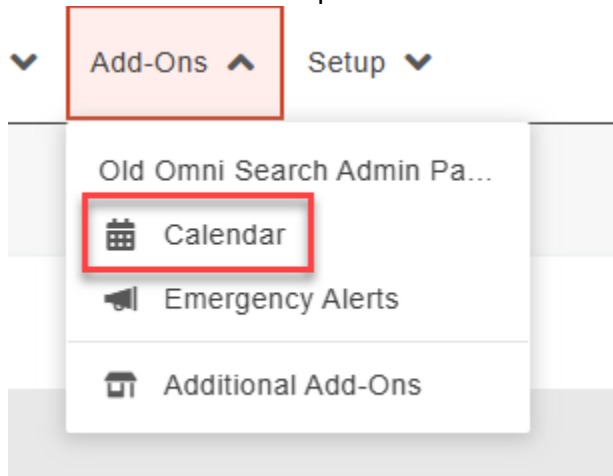 Add-Ons
Setup
Old Omni Search Admin Pa...
Calendar
Emergency Alerts
Additional Add-Ons